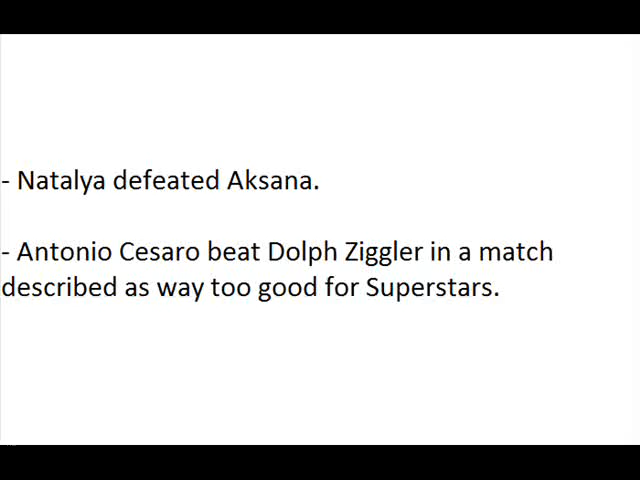 - Natalya defeated Aksana.
- Antonio Cesaro beat Dolph Ziggler in a match
described as way too good for Superstars.